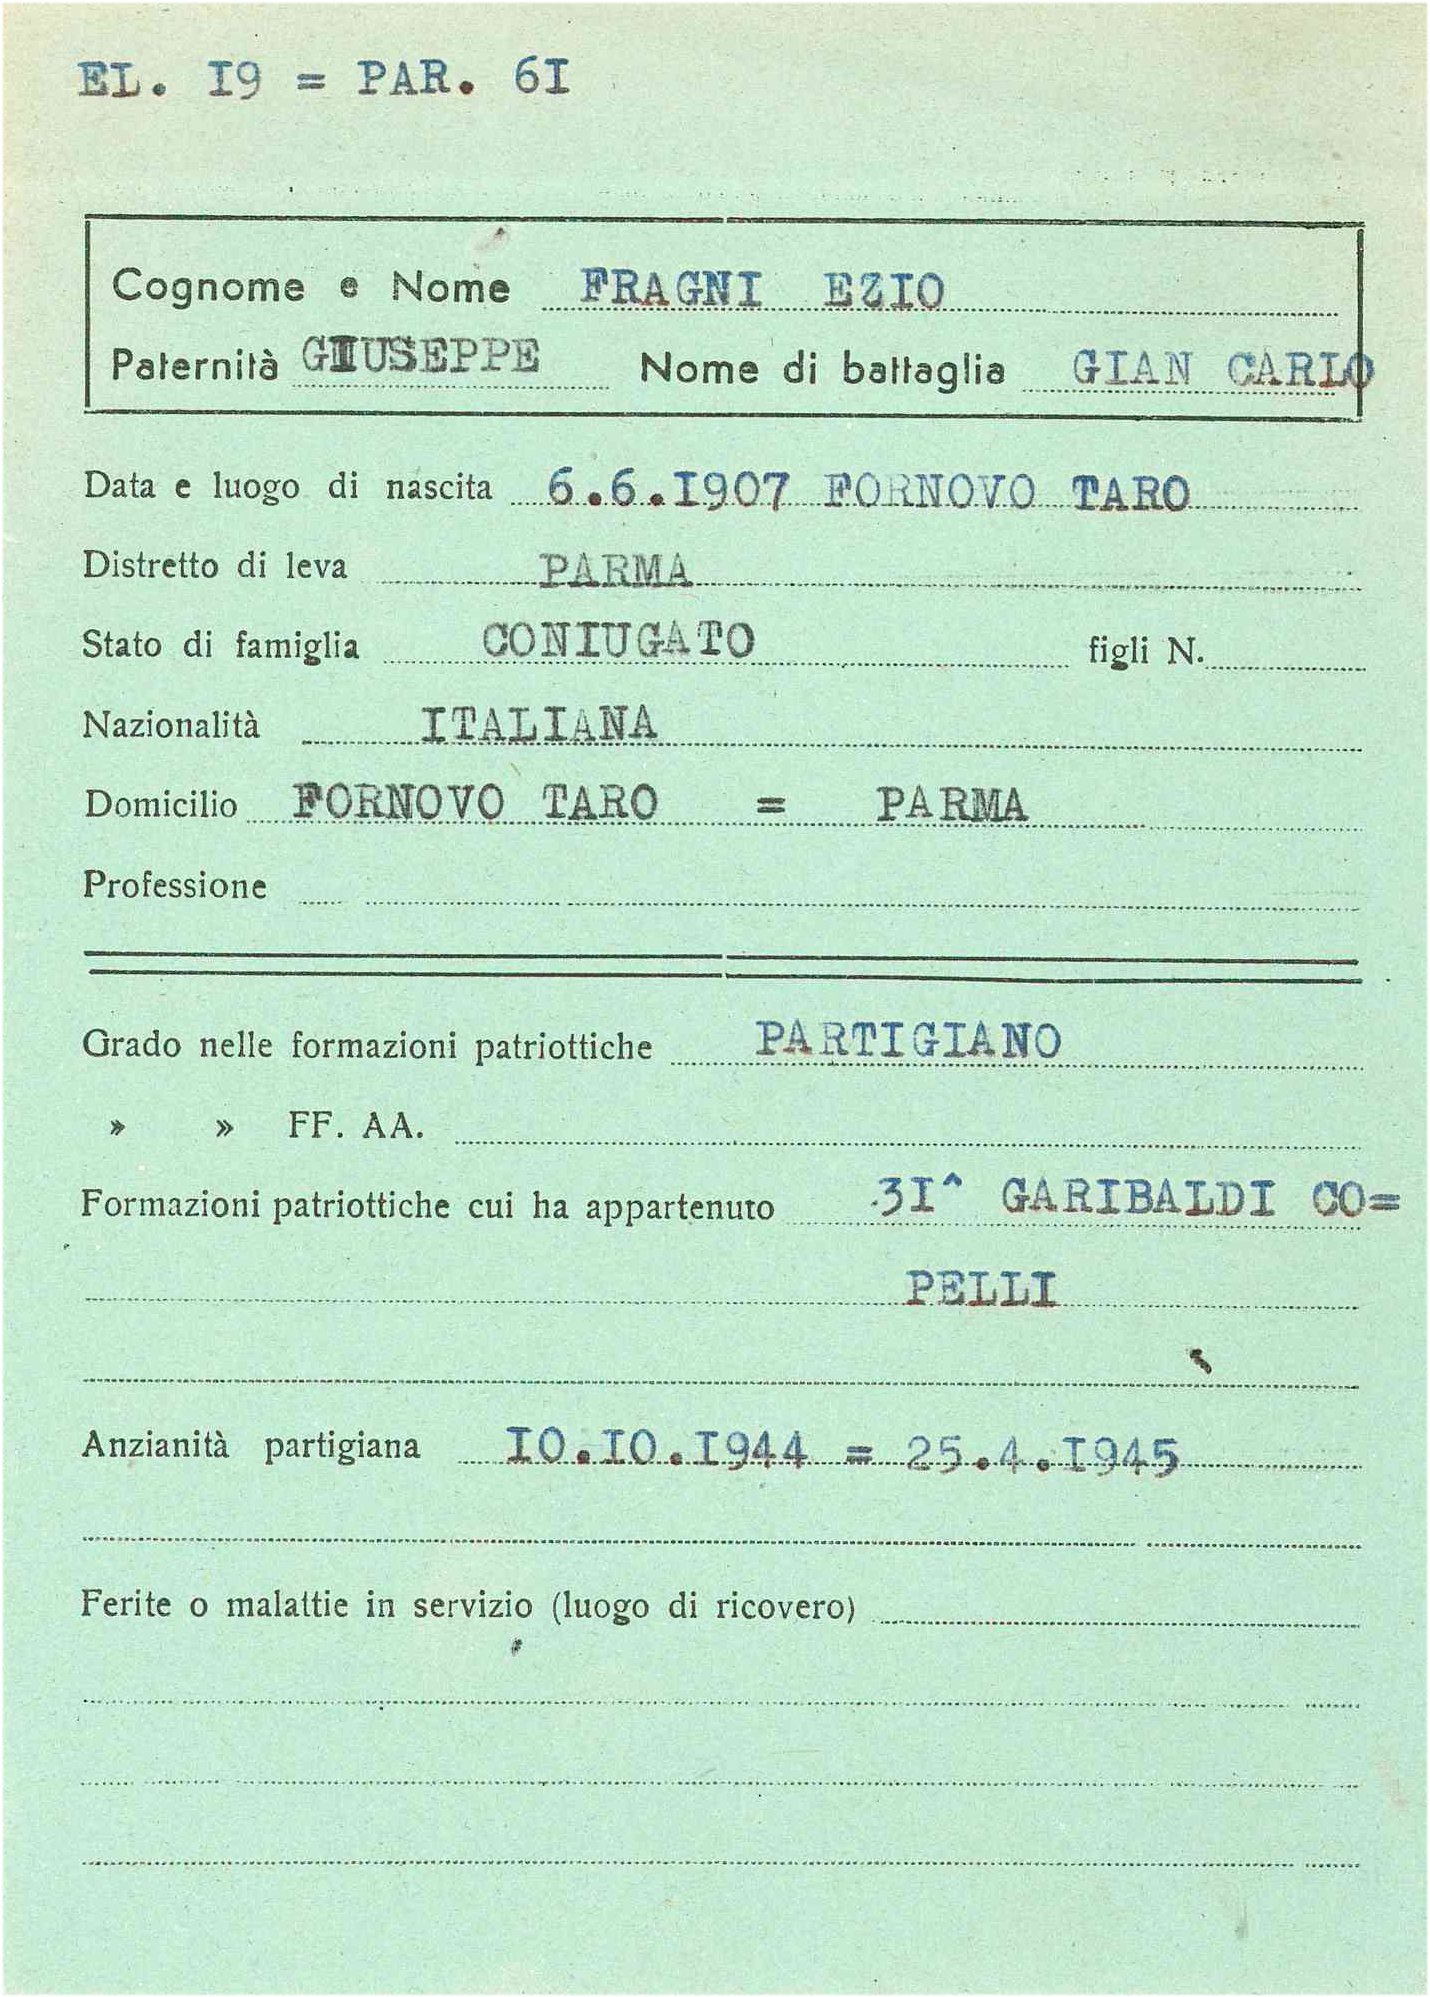 EL. I9 = PAR. 6I
Cognome e Nome FRAGNI EZIO
Paternità GIUSEPPE Nome di battaglia GIAN CARLO
Data e luogo di nascita 6.6.I907 FORNOVO TARO
Distretto di leva PARMA
Stato di famiglia CONIUGATO figli N.
Nazionalità ITALIANA
Domicilio FORNOVO TARO = PARMA
Professione
Grado nelle formazioni patriottiche PARTIGIANO
» » FF. AA.
Formazioni patriottiche cui ha appartenuto 3I^ GARIBALDI CO=
PELLI
Anzianità partigiana IO.IO.I944 = 25.4.I945
Ferite o malattie in servizio (luogo di ricovero)